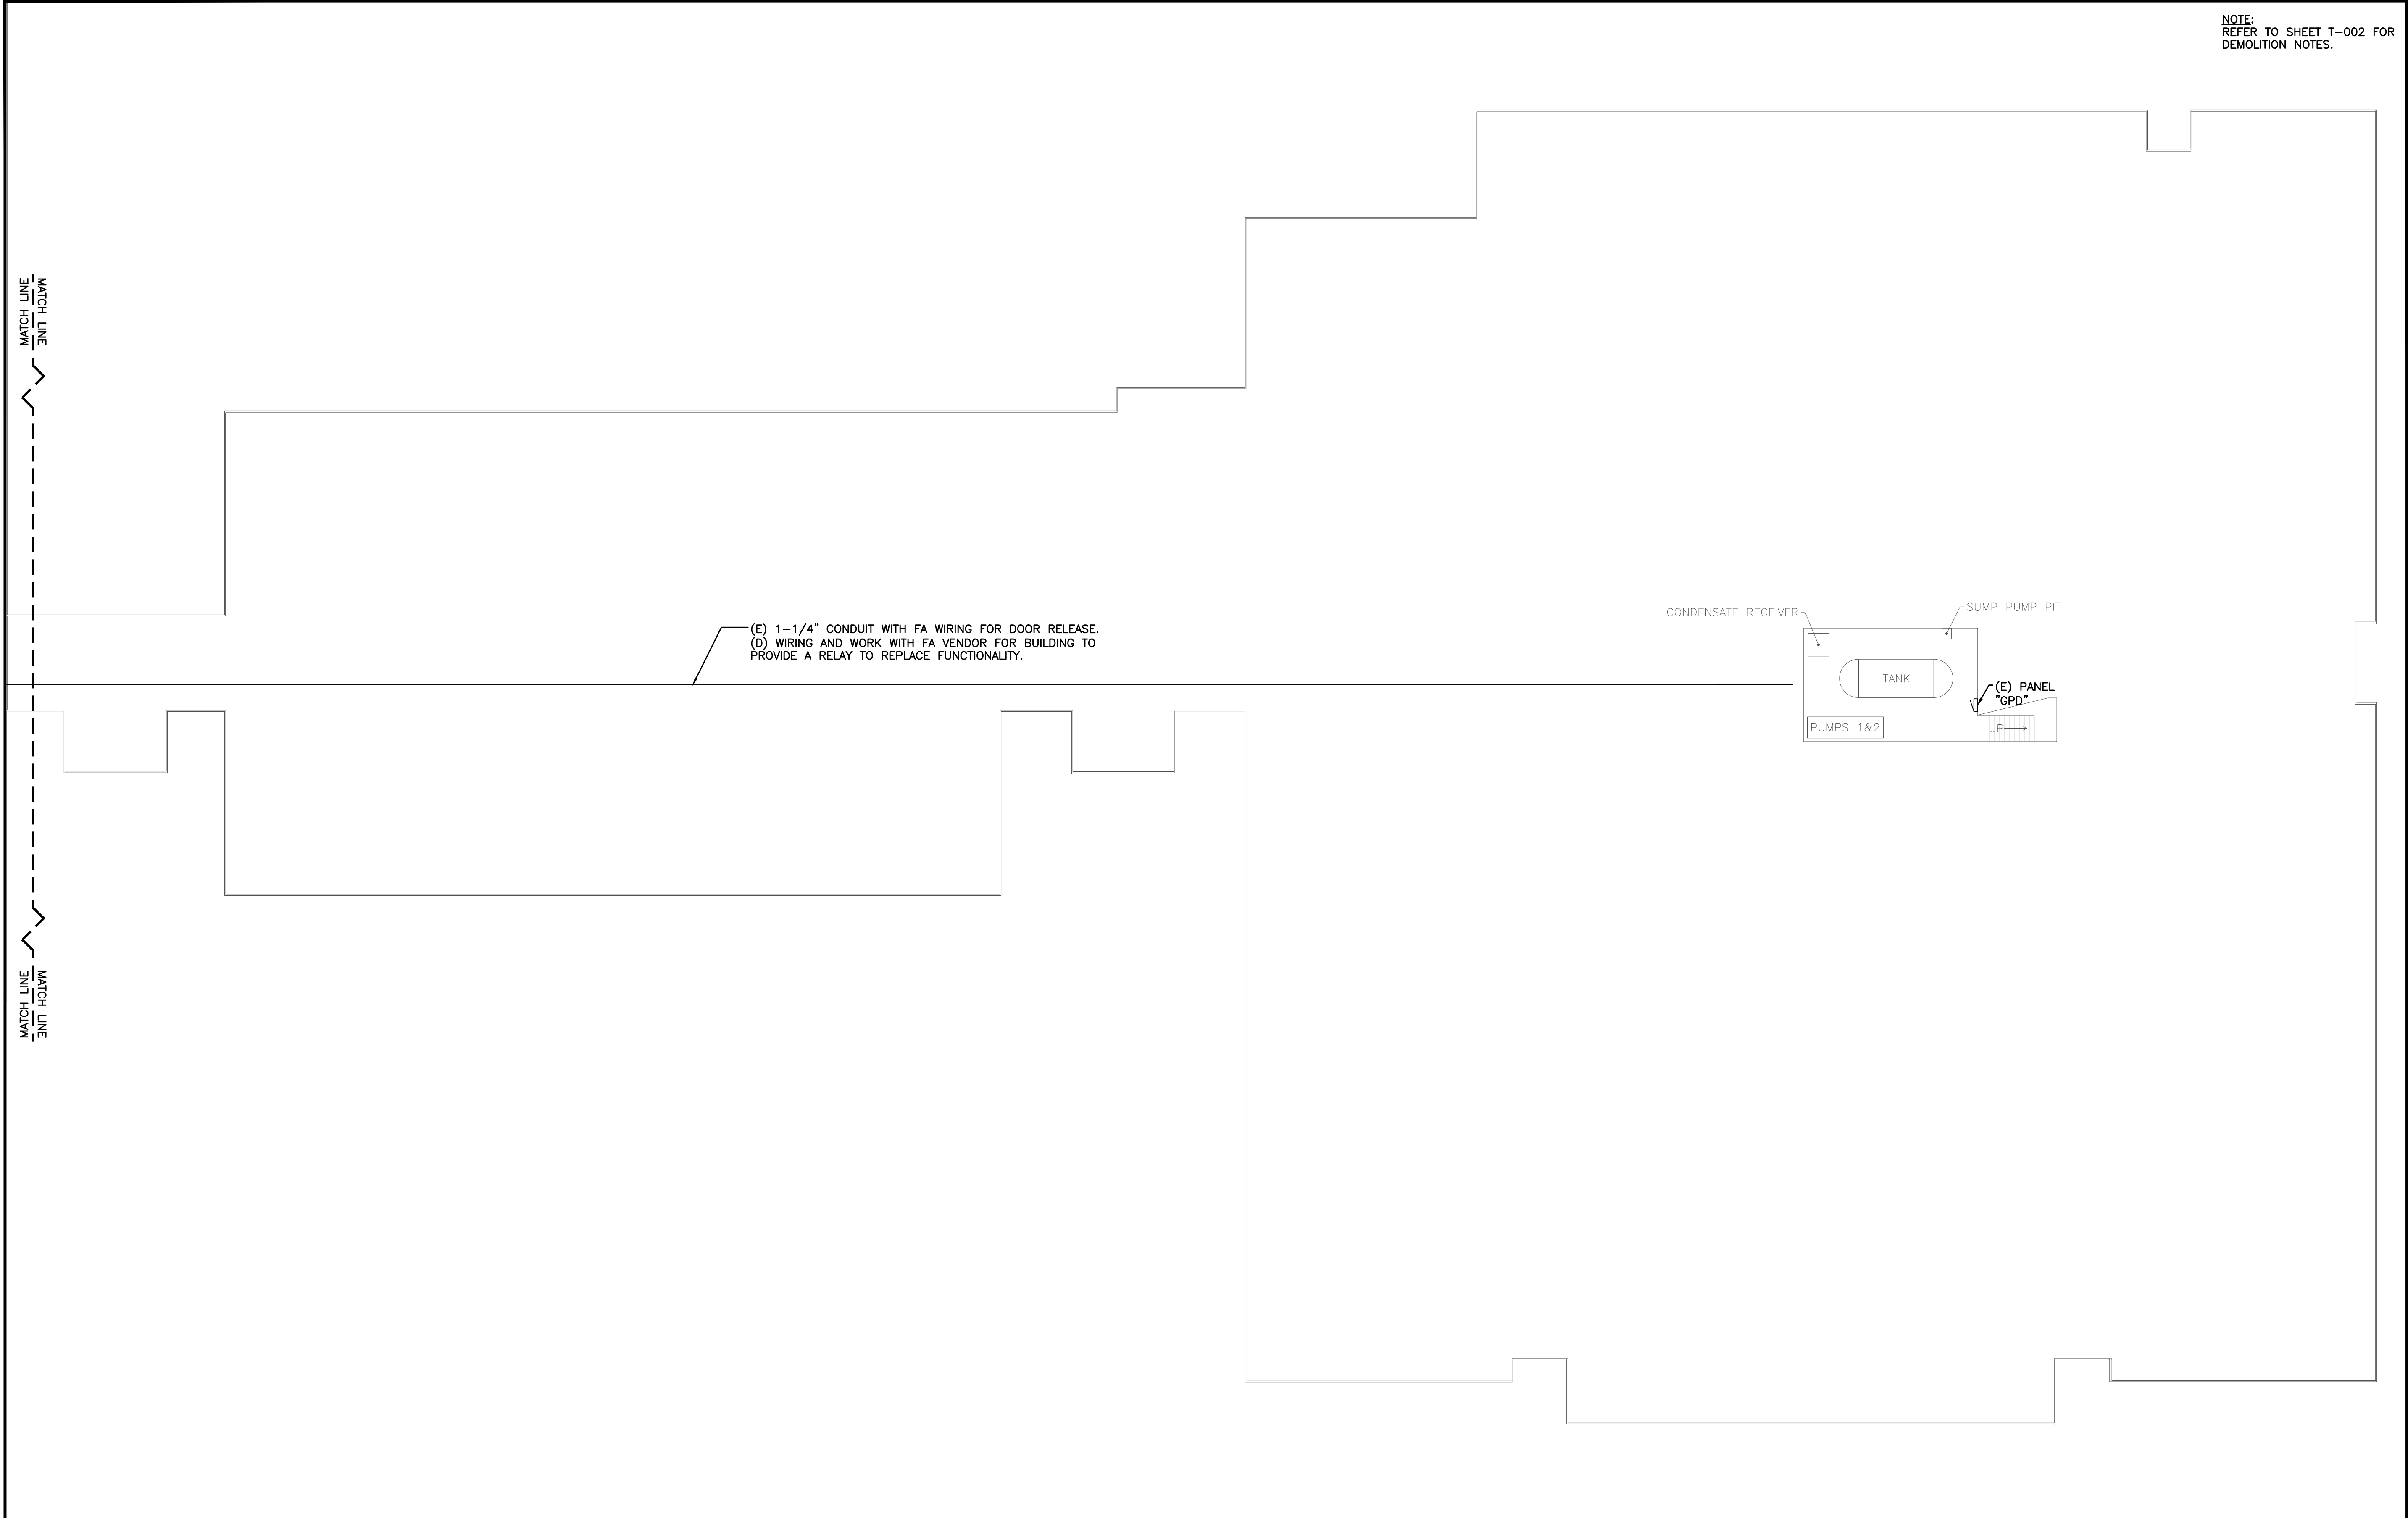 NOTE:
REFER TO SHEET T-002 FOR
DEMOLITION NOTES.
MATCH LINE
MATCH LINE
(E) 1-1/4" CONDUIT WITH FA WIRING FOR DOOR RELEASE.
(D) WIRING AND WORK WITH FA VENDOR FOR BUILDING TO
PROVIDE A RELAY TO REPLACE FUNCTIONALITY.
CONDENSATE RECEIVER
SUMP PUMP PIT
TANK
(E) PANEL
"GPD"
PUMPS 1&2
UP
MATCH LINE
MATCH LINE